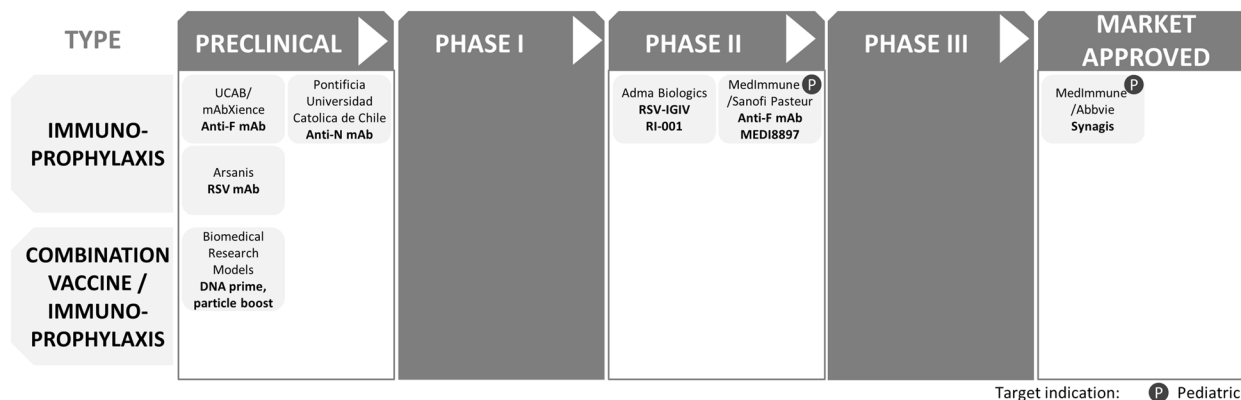 TYPE
PRECLINICAL
PHASE I
PHASE II
PHASE III
MARKET
APPROVED
IMMUNO-
PROPHYLAXIS
UCAB/
mAbXience
Anti-F mAb
Pontificia
Universidad
Catolica de Chile
Anti-N mAb
Arsanis
RSV mAb
Adma Biologics
RSV-IGIV
RI-001
MedImmune P
/Sanofi Pasteur
Anti-F mAb
MEDI8897
MedImmune P
/Abbvie
Synagis
COMBINATION
VACCINE /
IMMUNO-
PROPHYLAXIS
Biomedical
Research
Models
DNA prime,
particle boost
Target indication: P Pediatric